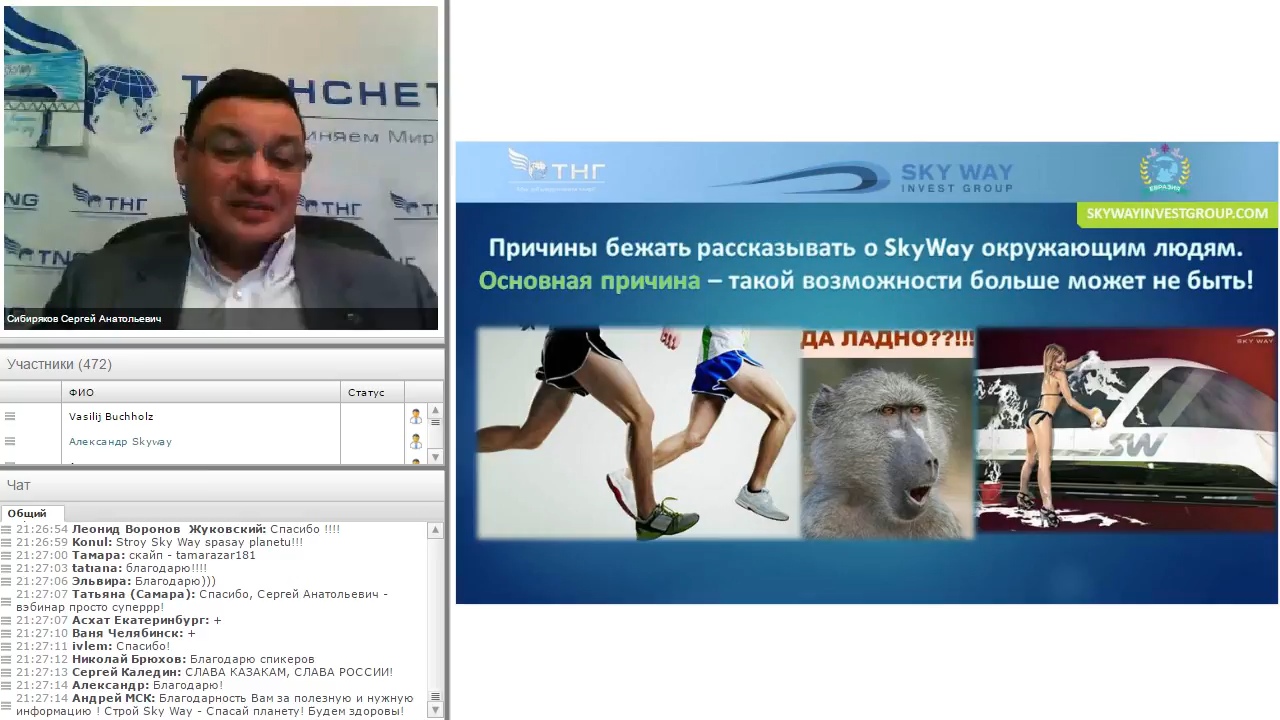 ТНГ
TNG
ТНГ
ТНГ
Сибиряков Сергей Анатольевич
Участники (472)
ФИО
Статус
Vasilij Buchholz
Александр Skyway
Чат
Общий
21:26:54 Леонид Воронов Жуковский: Спасибо !!!!
21:26:59 Konul: Stroy Sky Way spasay planetu!!!
21:27:00 Тамара: скайп - tamarazar181
21:27:03 tatiana: благодарю!!!!
21:27:06 Эльвира: Благодарю)))
21:27:07 Татьяна (Самара): Спасибо, Сергей Анатольевич -
вэбинар просто суперрр!
21:27:07 Асхат Екатеринбург: +
21:27:10 Ваня Челябинск: +
21:27:11 ivlem: Спасибо!
21:27:12 Николай Брюхов: Благодарю спикеров
21:27:13 Сергей Каледин: СЛАВА КАЗАКАМ, СЛАВА РОССИИ!
21:27:14 Александр: Благодарю!
21:27:14 Андрей МСК: Благодарность Вам за полезную и нужную
информацию ! Строй Sky Way - Спасай планету! Будем здоровы!
ТНГ
SKY WAY
INVEST GROUP
ЕВРАЗИЯ
SKYWAYINVESTGROUP.COM
Причины бежать рассказывать о SkyWay окружающим людям.
Основная причина – такой возможности больше может не быть!
ДА ЛАДНО??!!!
SKY WAY
SW